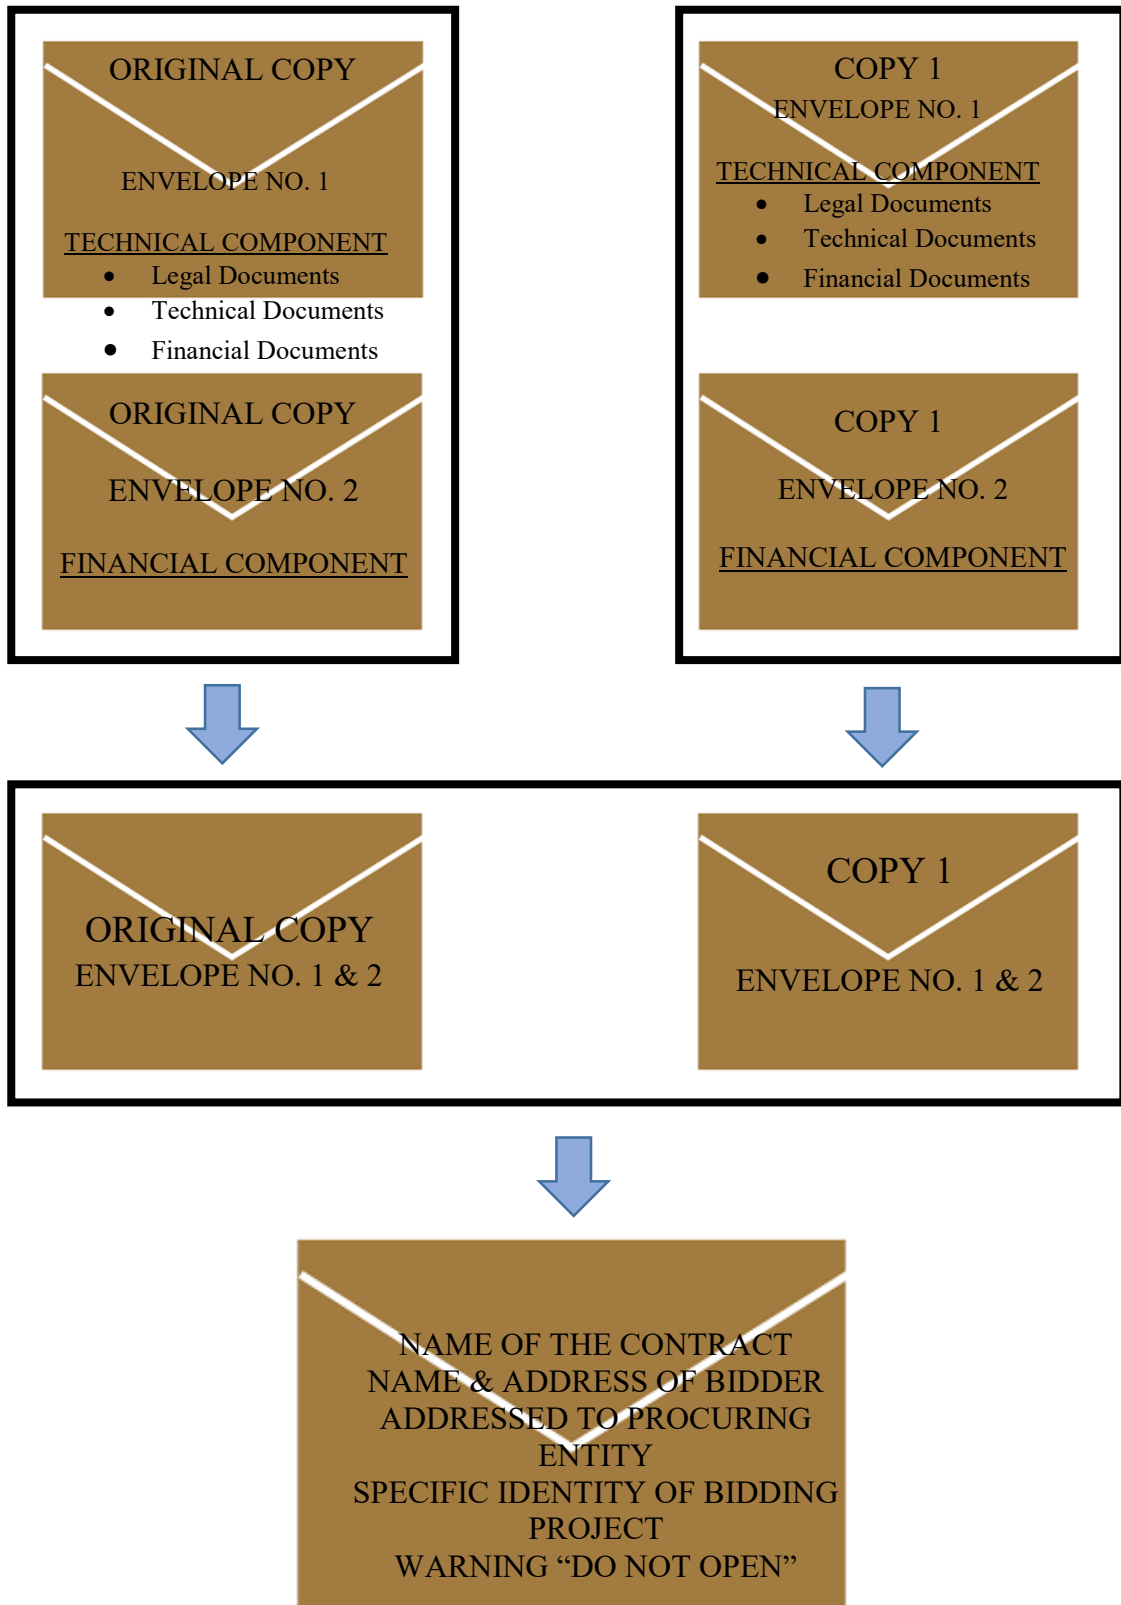 ORIGINAL COPY
ENVELOPE NO. 1
TECHNICAL COMPONENT
• Legal Documents
• Technical Documents
• Financial Documents
ORIGINAL COPY
ENVELOPE NO. 2
FINANCIAL COMPONENT
COPY 1
ENVELOPE NO. 1
TECHNICAL COMPONENT
• Legal Documents
• Technical Documents
• Financial Documents
COPY 1
ENVELOPE NO. 2
FINANCIAL COMPONENT
ORIGINAL COPY
ENVELOPE NO. 1 & 2
COPY 1
ENVELOPE NO. 1 & 2
NAME OF THE CONTRACT
NAME & ADDRESS OF BIDDER
ADDRESSED TO PROCURING
ENTITY
SPECIFIC IDENTITY OF BIDDING
PROJECT
WARNING “DO NOT OPEN”